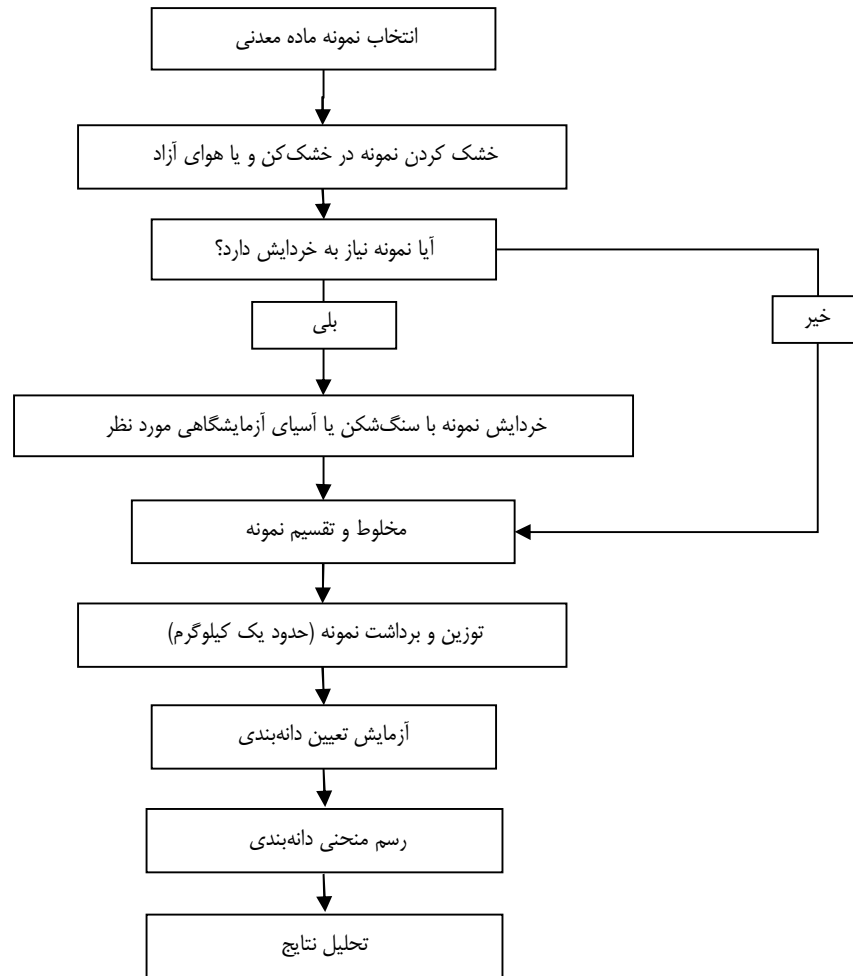 انتخاب نمونه ماده معدنی
خشک کردن نمونه در خشک‌کن و یا هوای آزاد
آیا نمونه نیاز به خردایش دارد؟
بلی
خیر
خردایش نمونه با سنگ‌شکن یا آسیای آزمایشگاهی مورد نظر
مخلوط و تقسیم نمونه
توزین و برداشت نمونه (حدود یک کیلوگرم)
آزمایش تعیین دانه‌بندی
رسم منحنی دانه‌بندی
تحلیل نتایج